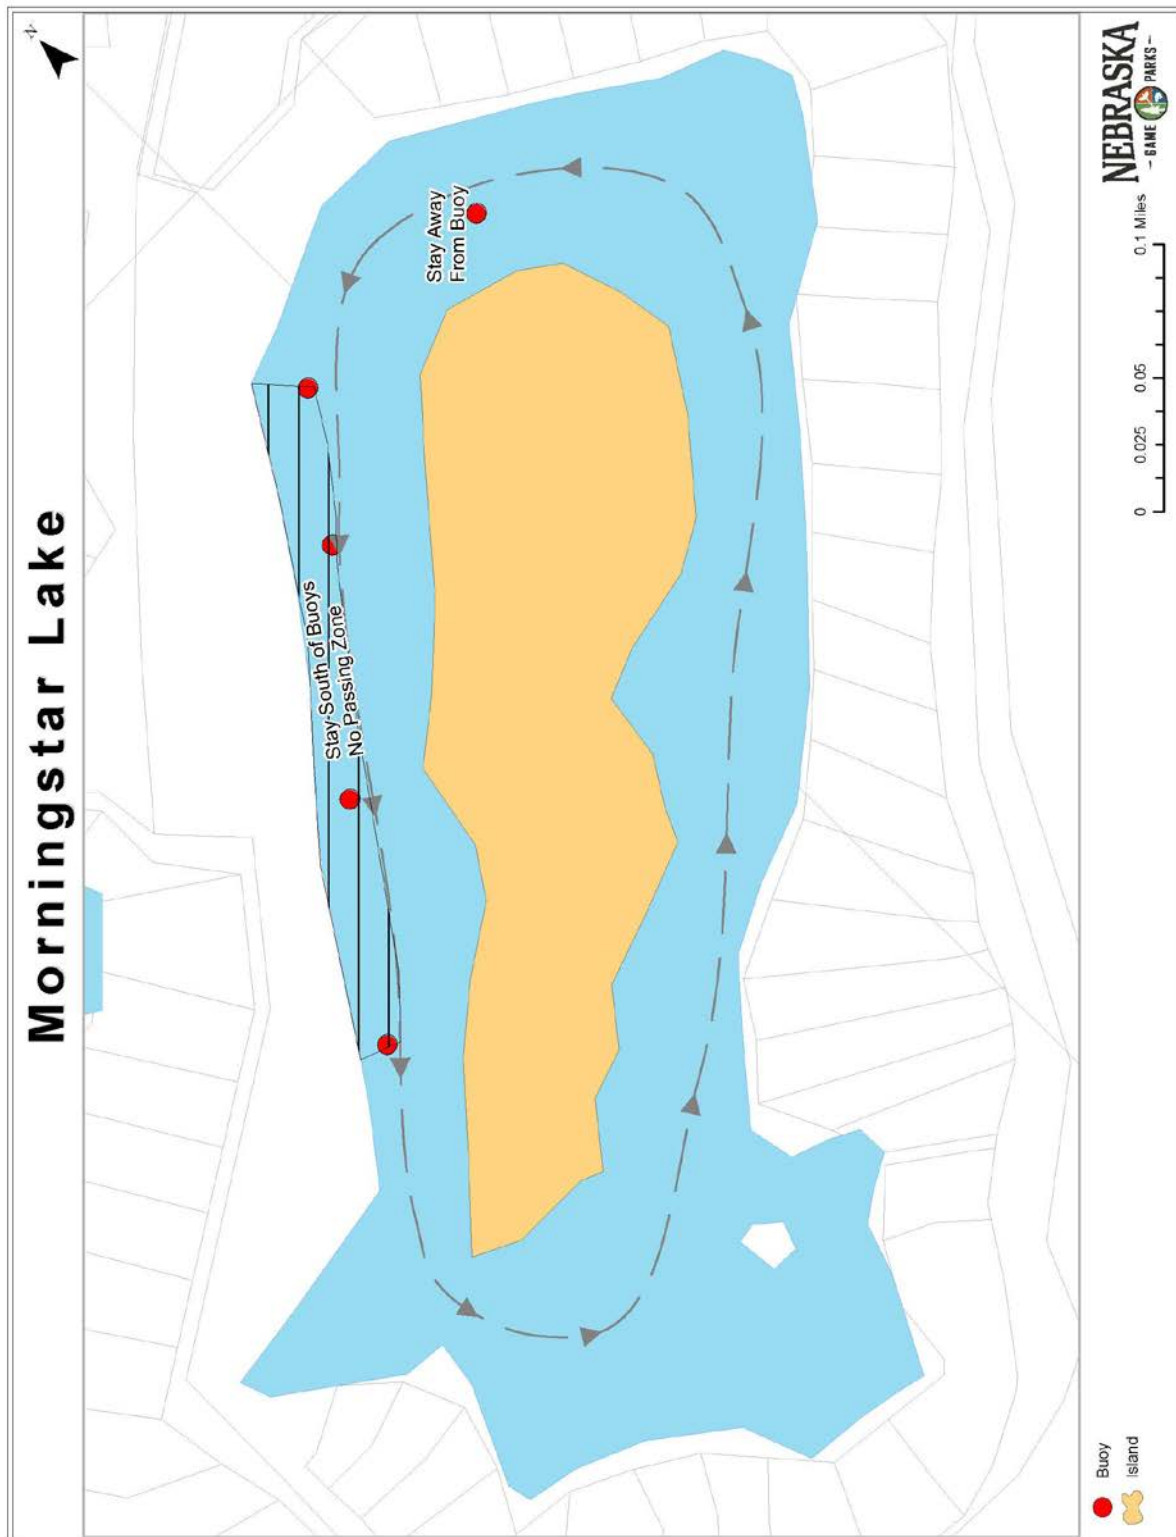 Morningstar Lake
N
Stay Away
From Buoy
Stay South of Buoys
No Passing Zone
Buoy
Island
0 0.025 0.05 0.1 Miles
NEBRASKA
- GAME PARKS -